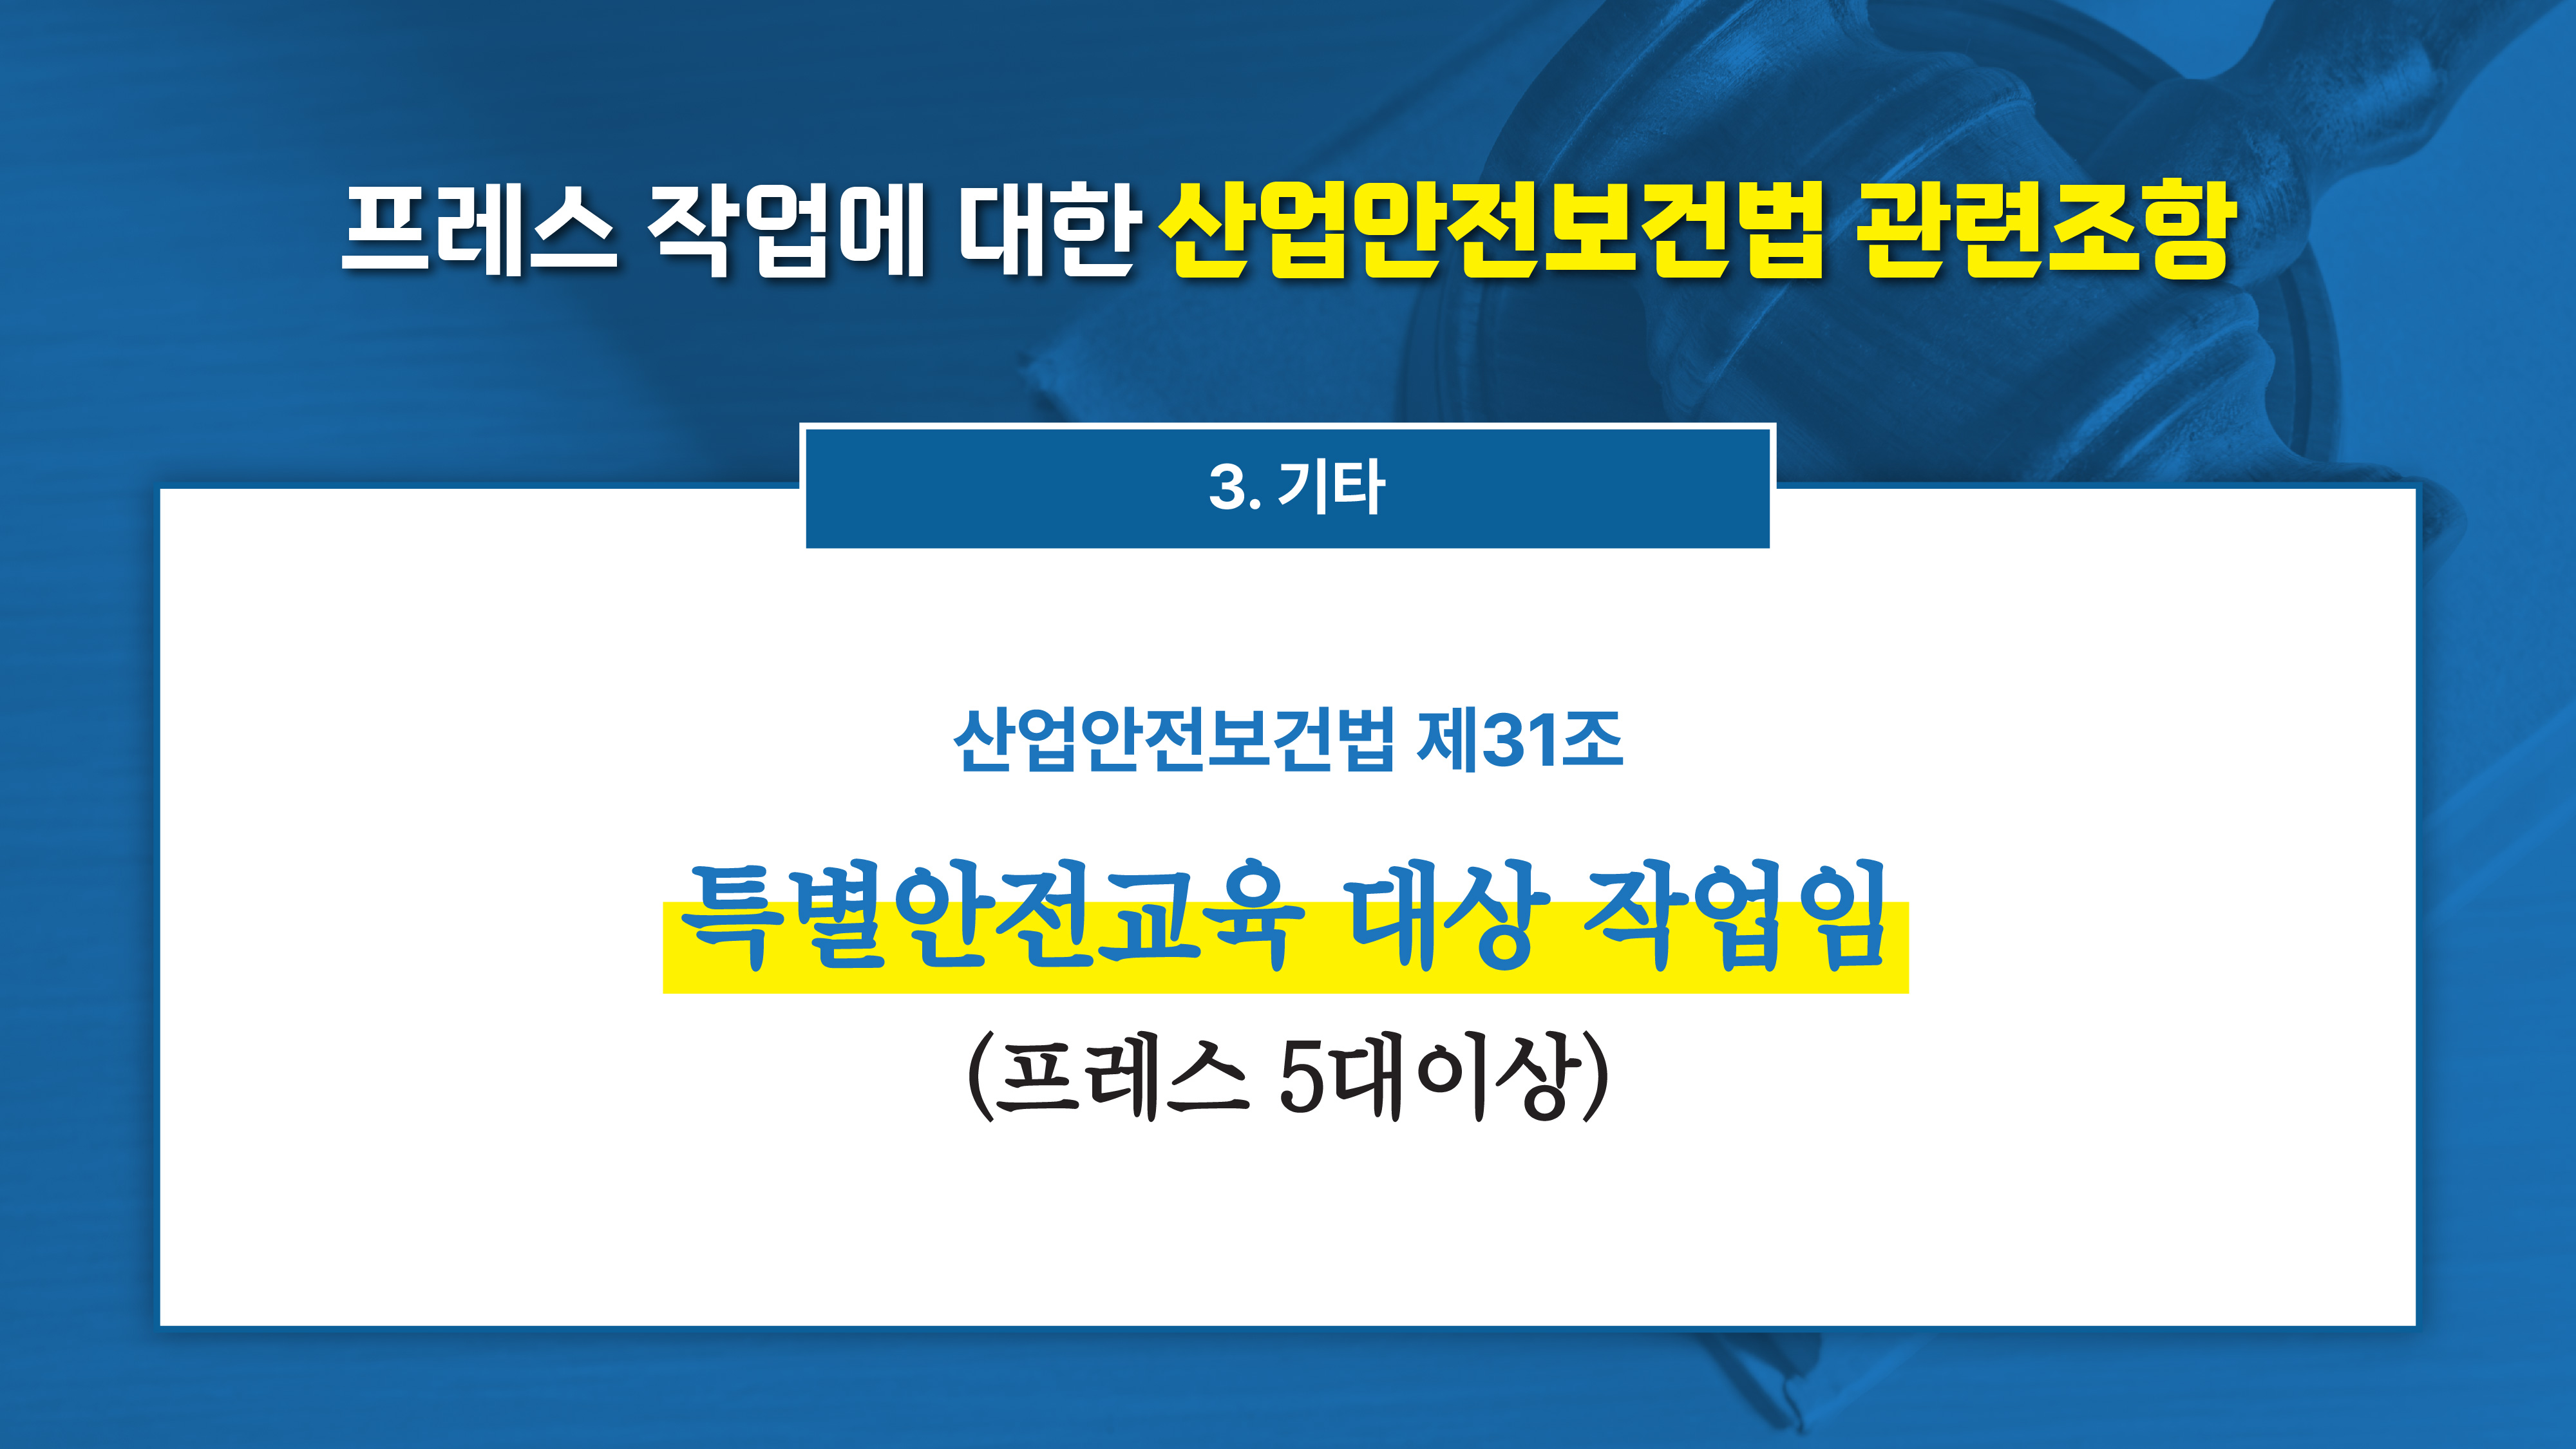 프레스 작업에 대한 산업안전보건법 관련조항
3. 기타
산업안전보건법 제31조
특별안전교육 대상 작업임
(프레스 5대이상)